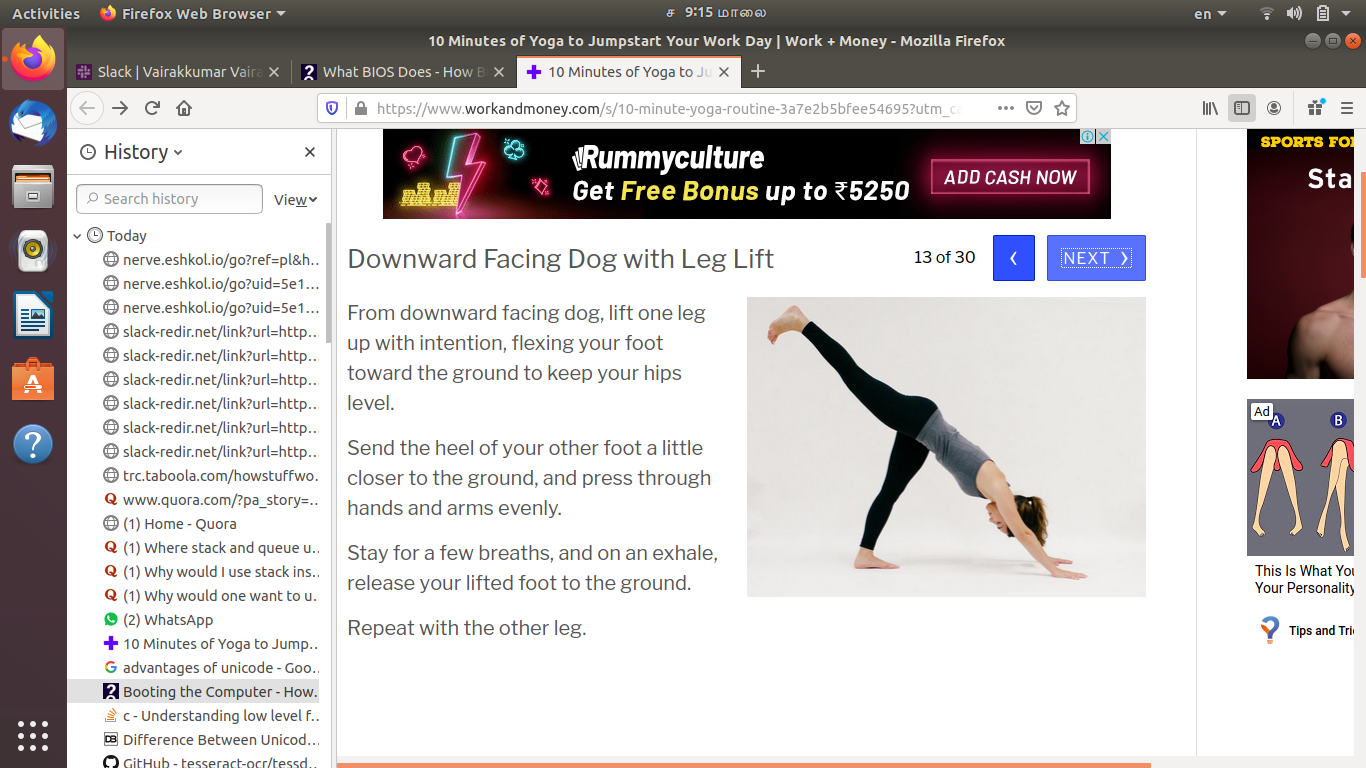 Activities
Firefox Web Browser
ச 9:15 மாலை
en
10 Minutes of Yoga to Jumpstart Your Work Day | Work + Money - Mozilla Firefox
Slack | Vairakkumar Vaira
What BIOS Does - How B
10 Minutes of Yoga to Ju
https://www.workandmoney.com/s/10-minute-yoga-routine-3a7e2b5bfee54695?utm_ca
History
Search history
View
Today
nerve.eshkol.io/go?ref=pl&h…
nerve.eshkol.io/go?uid=5e1…
nerve.eshkol.io/go?uid=5e1…
slack-redir.net/link?url=http…
slack-redir.net/link?url=http…
slack-redir.net/link?url=http…
slack-redir.net/link?url=http…
slack-redir.net/link?url=http…
slack-redir.net/link?url=http…
trc.taboola.com/howstuffwo…
www.quora.com/?pa_story=…
(1) Home - Quora
(1) Where stack and queue u…
(1) Why would I use stack ins…
(1) Why would one want to u…
(2) WhatsApp
10 Minutes of Yoga to Jump…
advantages of unicode - Goo…
Booting the Computer - How…
c - Understanding low level f…
Difference Between Unicod…
GitHub - tesseract-ocr/tessd…
Rummyculture
Get Free Bonus up to ₹5250
ADD CASH NOW
Downward Facing Dog with Leg Lift
13 of 30
NEXT
From downward facing dog, lift one leg
up with intention, flexing your foot
toward the ground to keep your hips
level.
Send the heel of your other foot a little
closer to the ground, and press through
hands and arms evenly.
Stay for a few breaths, and on an exhale,
release your lifted foot to the ground.
Repeat with the other leg.
SPORTS FO
Sta
Ad
A
B
This Is What You
Your Personality
Tips and Tric